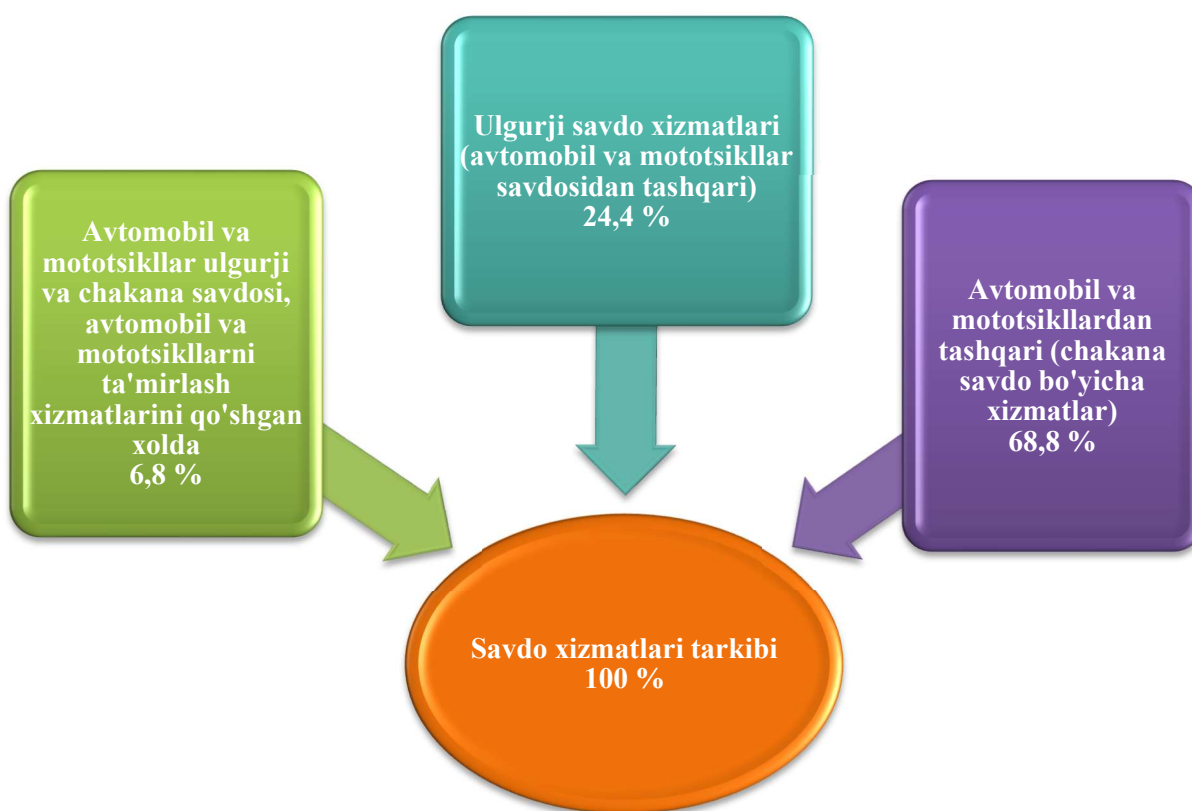 Ulgurji savdo xizmatlari
(avtomobil va mototsikllar
savdosidan tashqari)
24,4 %
Avtomobil va
mototsikllar ulgurji
va chakana savdosi,
avtomobil va
mototsikllarni
ta'mirlash
xizmatlarini qo'shgan
xolda
6,8 %
Avtomobil va
mototsikllardan
tashqari (chakana
savdo bo'yicha
xizmatlar)
68,8 %
Savdo xizmatlari tarkibi
100 %